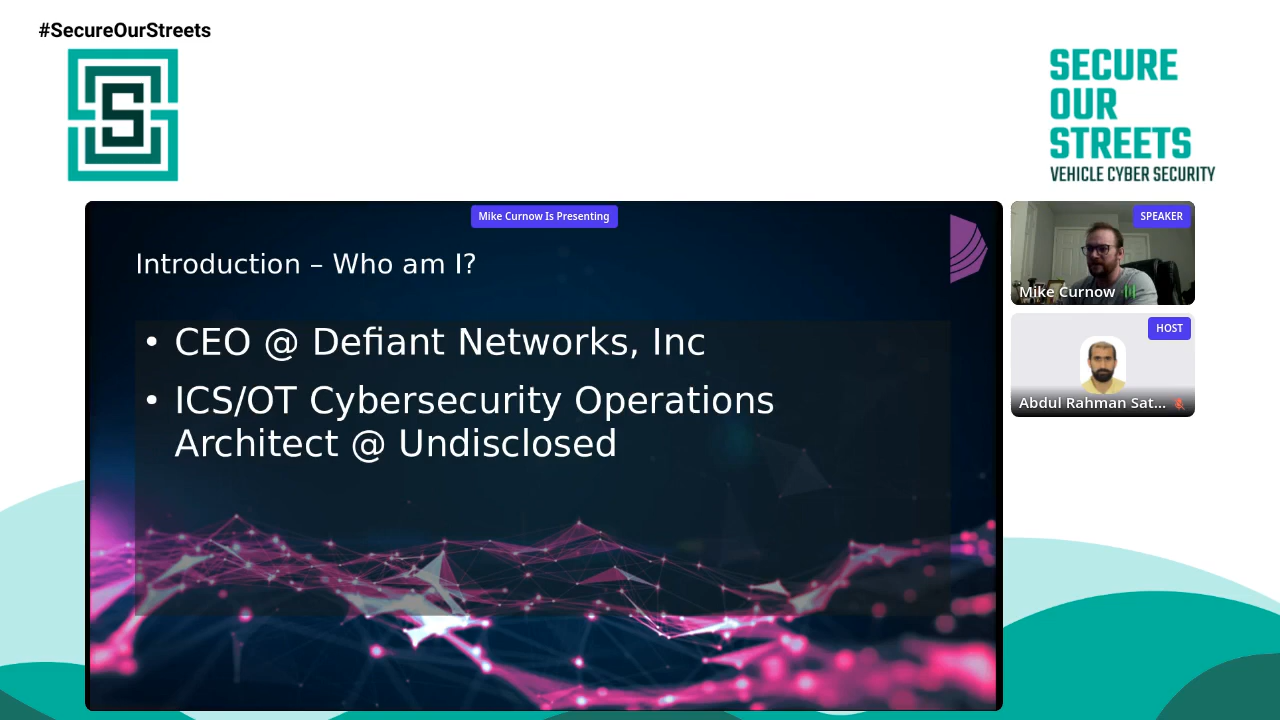 #SecureOurStreets
S
SECURE
OUR
STREETS
VEHICLE CYBER SECURITY
Mike Curnow Is Presenting
Introduction – Who am I?
• CEO @ Defiant Networks, Inc
• ICS/OT Cybersecurity Operations
Architect @ Undisclosed
SPEAKER
Mike Curnow
HOST
Abdul Rahman Sat...